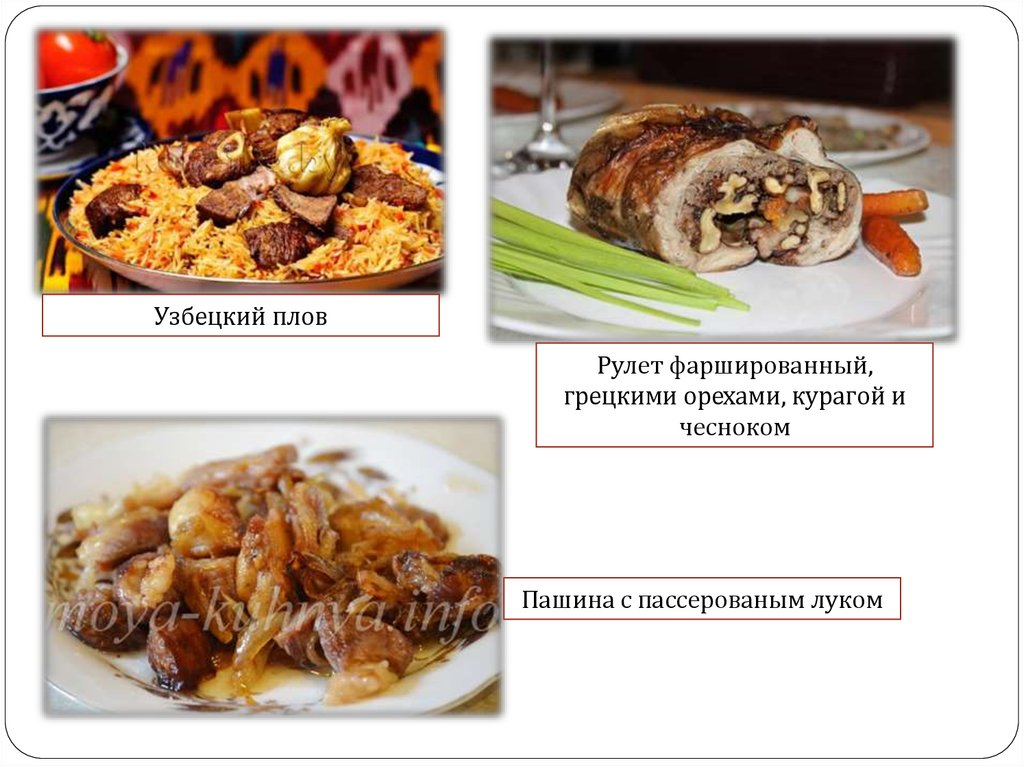 Узбецкий плов
Рулет фаршированный,
грецкими орехами, курагой и
чесноком
Пашина с пассерованым луком
moya-kuhnya.info